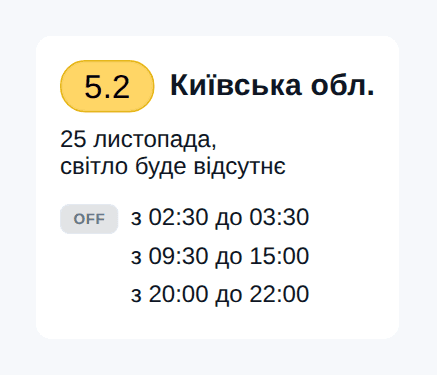 5.2 Київська обл.
25 листопада,
світло буде відсутнє
OFF з 02:30 до 03:30
з 09:30 до 15:00
з 20:00 до 22:00